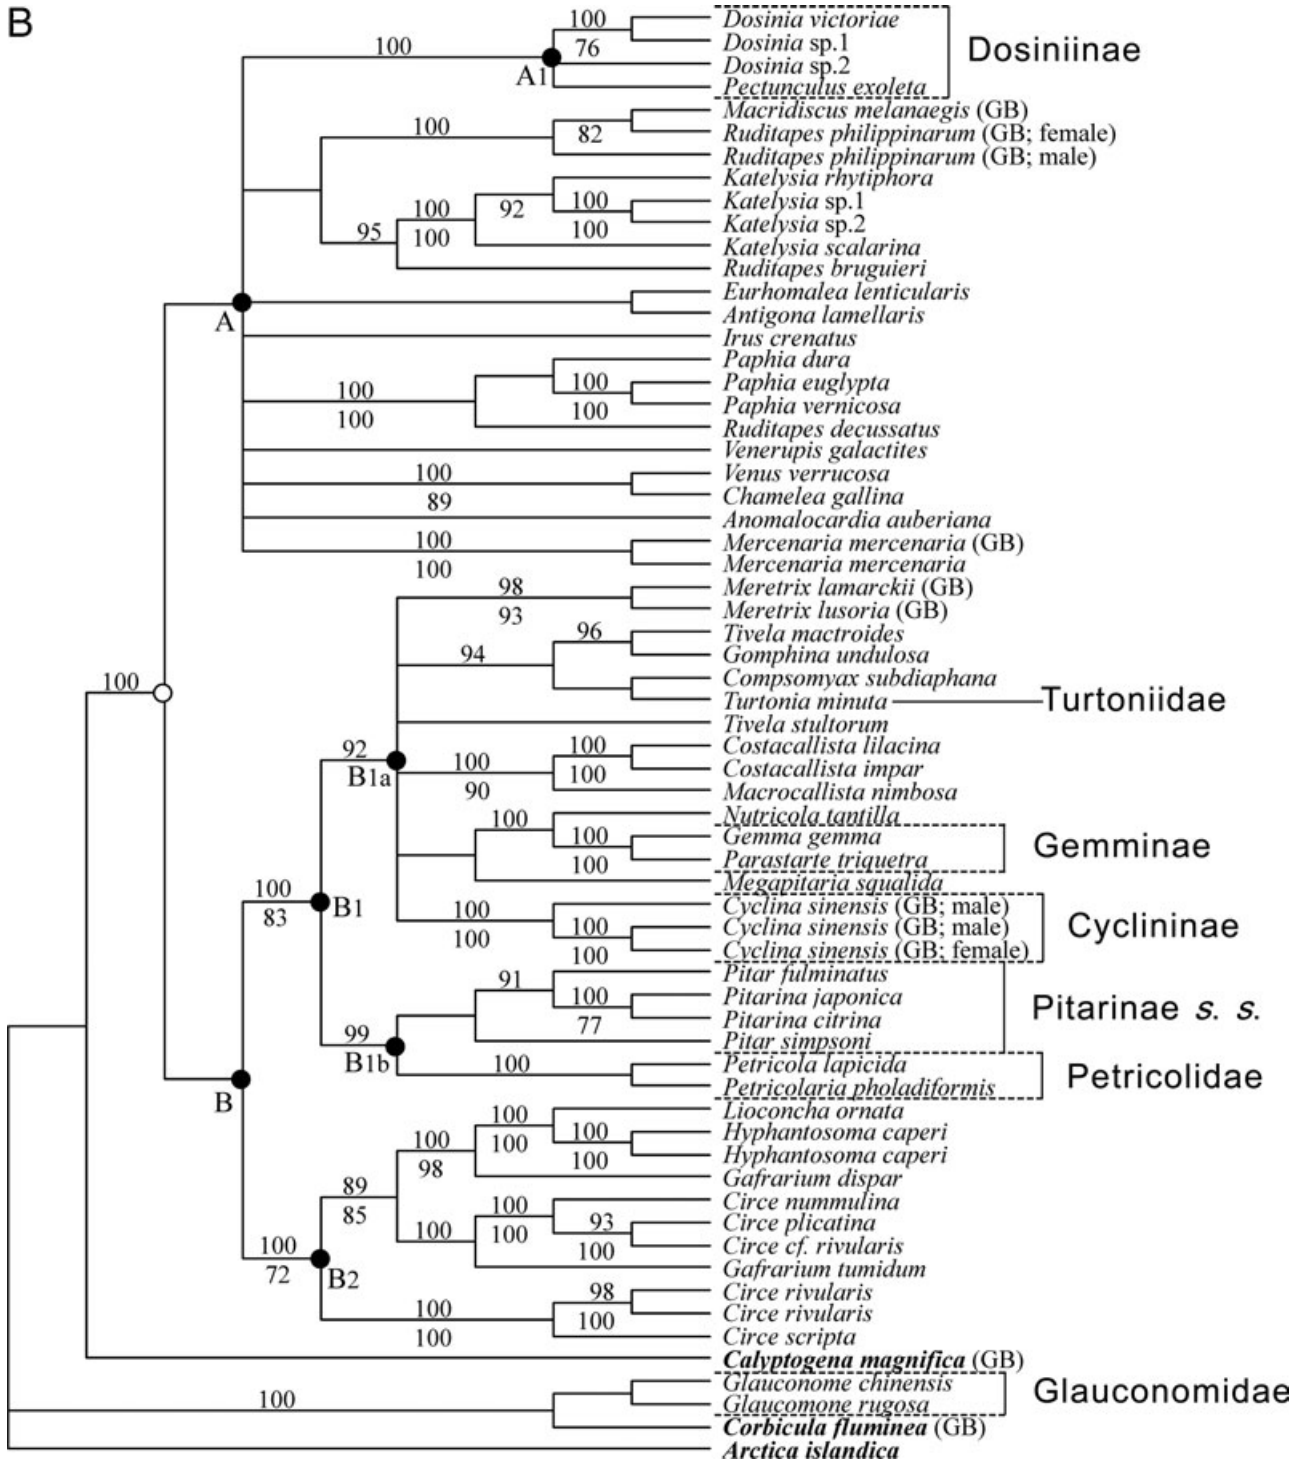 B
100
Dosinia victoriae
76
Dosinia sp.1
100
A1
Dosinia sp.2
Dosiniinae
Pectunculus exoleta
Macridiscus melanaegis (GB)
100
82
Ruditapes philippinarum (GB; female)
Ruditapes philippinarum (GB; male)
Katelysia rhytiphora
100
92
100
Katelysia sp.1
95
100
100
Katelysia sp.2
Katelysia scalarina
Ruditapes bruguieri
Eurhomalea lenticularis
A
Antigona lamellaris
Irus crenatus
Paphia dura
100
100
Paphia euglypta
100
100
Paphia vernicosa
Ruditapes decussatus
Venerupis galactites
100
Venus verrucosa
89
Chamelea gallina
Anomalocardia auberiana
100
Mercenaria mercenaria (GB)
100
Mercenaria mercenaria
98
Meretrix lamarckii (GB)
93
Meretrix lusoria (GB)
96
Tivela mactroides
94
Gomphina undulosa
Compsomyax subdiaphana
100
Turtonia minuta
Turtoniidae
Tivela stultorum
92
B1a
100
100
Costacallista lilacina
90
100
Costacallista impar
Macrocallista nimbosa
100
Nutricola tantilla
100
Gemma gemma
100
Parastarte triquetra
Gemminae
Megapitaria squalida
100
83
B1
100
Cyclina sinensis (GB; male)
100
100
Cyclina sinensis (GB; male)
100
Cyclina sinensis (GB; female)
Cyclininae
91
Pitar fulminatus
100
Pitarina japonica
77
Pitarina citrina
Pitarinae s. s.
99
B1b
Pitar simpsoni
100
Petricola lapicida
Petricolaria pholadiformis
Petricolidae
B
100
Lioconcha ornata
100
100
100
Hyphantosoma caperi
98
100
Hyphantosoma caperi
Gafrarium dispar
89
85
100
Circe nummulina
100
100
93
Circe plicatina
100
Circe cf. rivularis
100
72
B2
Gafrarium tumidum
98
Circe rivularis
100
100
Circe rivularis
100
Circe scripta
Calyptogena magnifica (GB)
100
Glauconome chinensis
Glaucomone rugosa
Glauconomidae
Corbicula fluminea (GB)
Arctica islandica